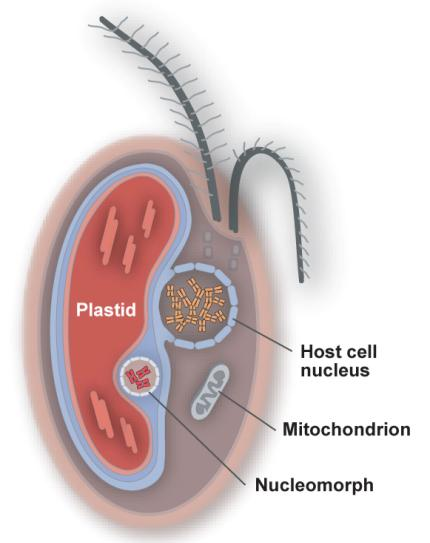 Plastid
Host cell
nucleus
Mitochondrion
Nucleomorph